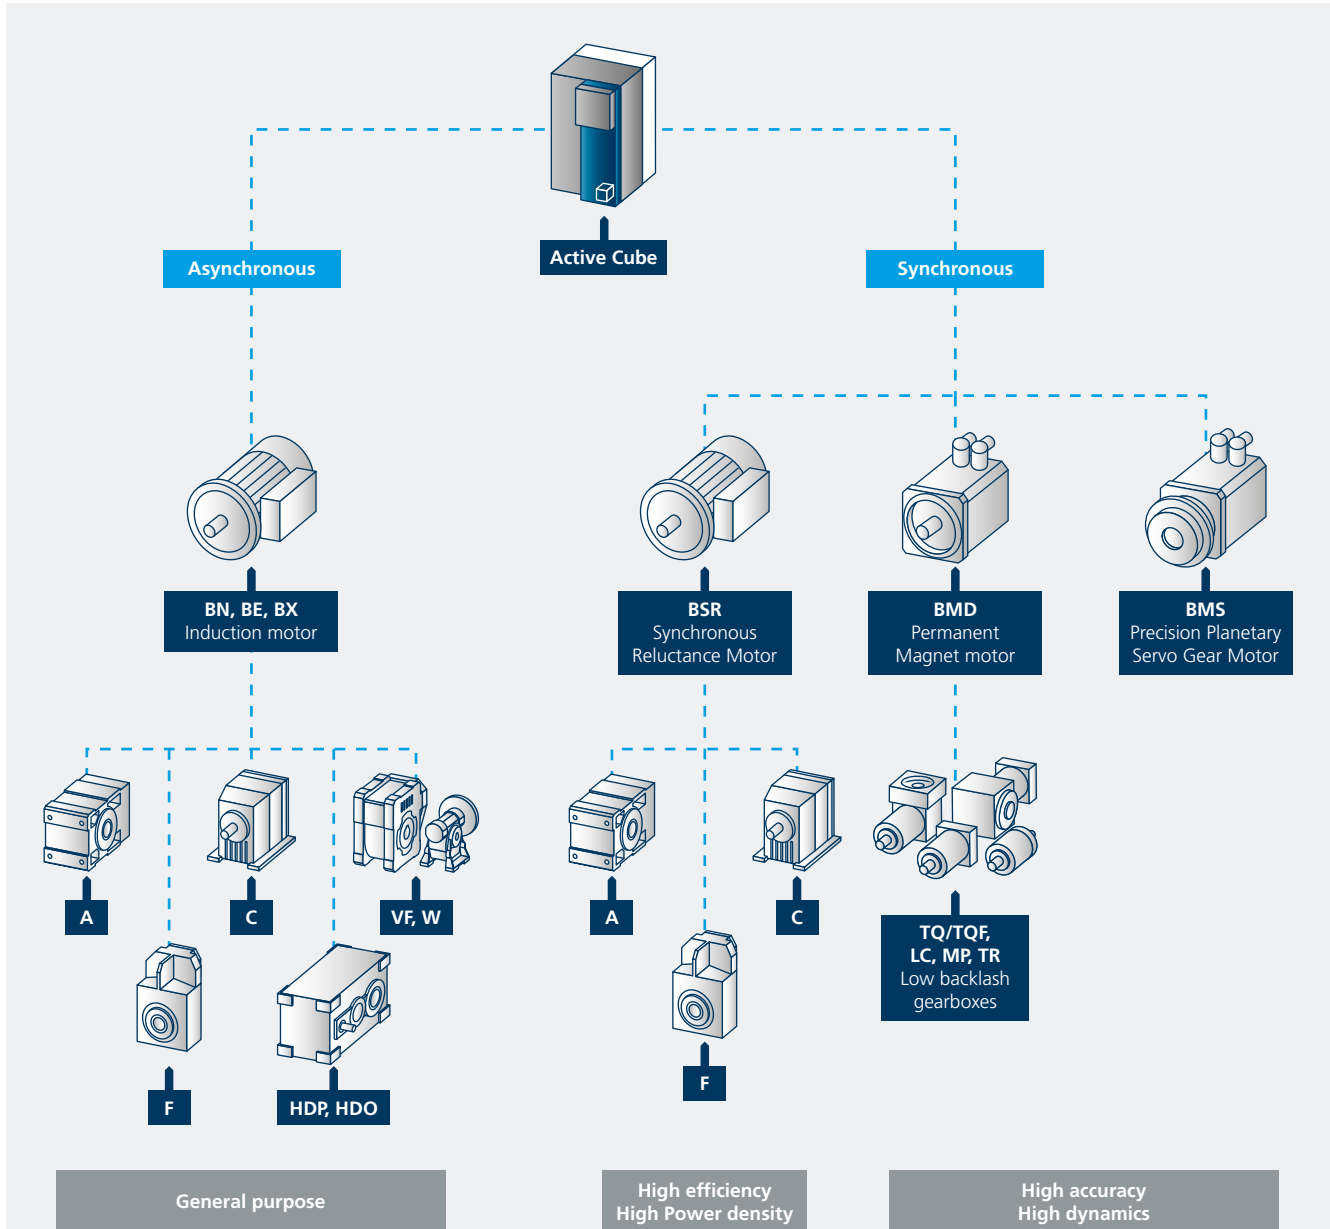 Active Cube
Asynchronous
Synchronous
BN, BE, BX
Induction motor
BSR
Synchronous
Reluctance Motor
BMD
Permanent
Magnet motor
BMS
Precision Planetary
Servo Gear Motor
A
C
VF, W
A
C
TQ/TQF,
LC, MP, TR
Low backlash
gearboxes
F
HDP, HDO
F
General purpose
High efficiency
High Power density
High accuracy
High dynamics